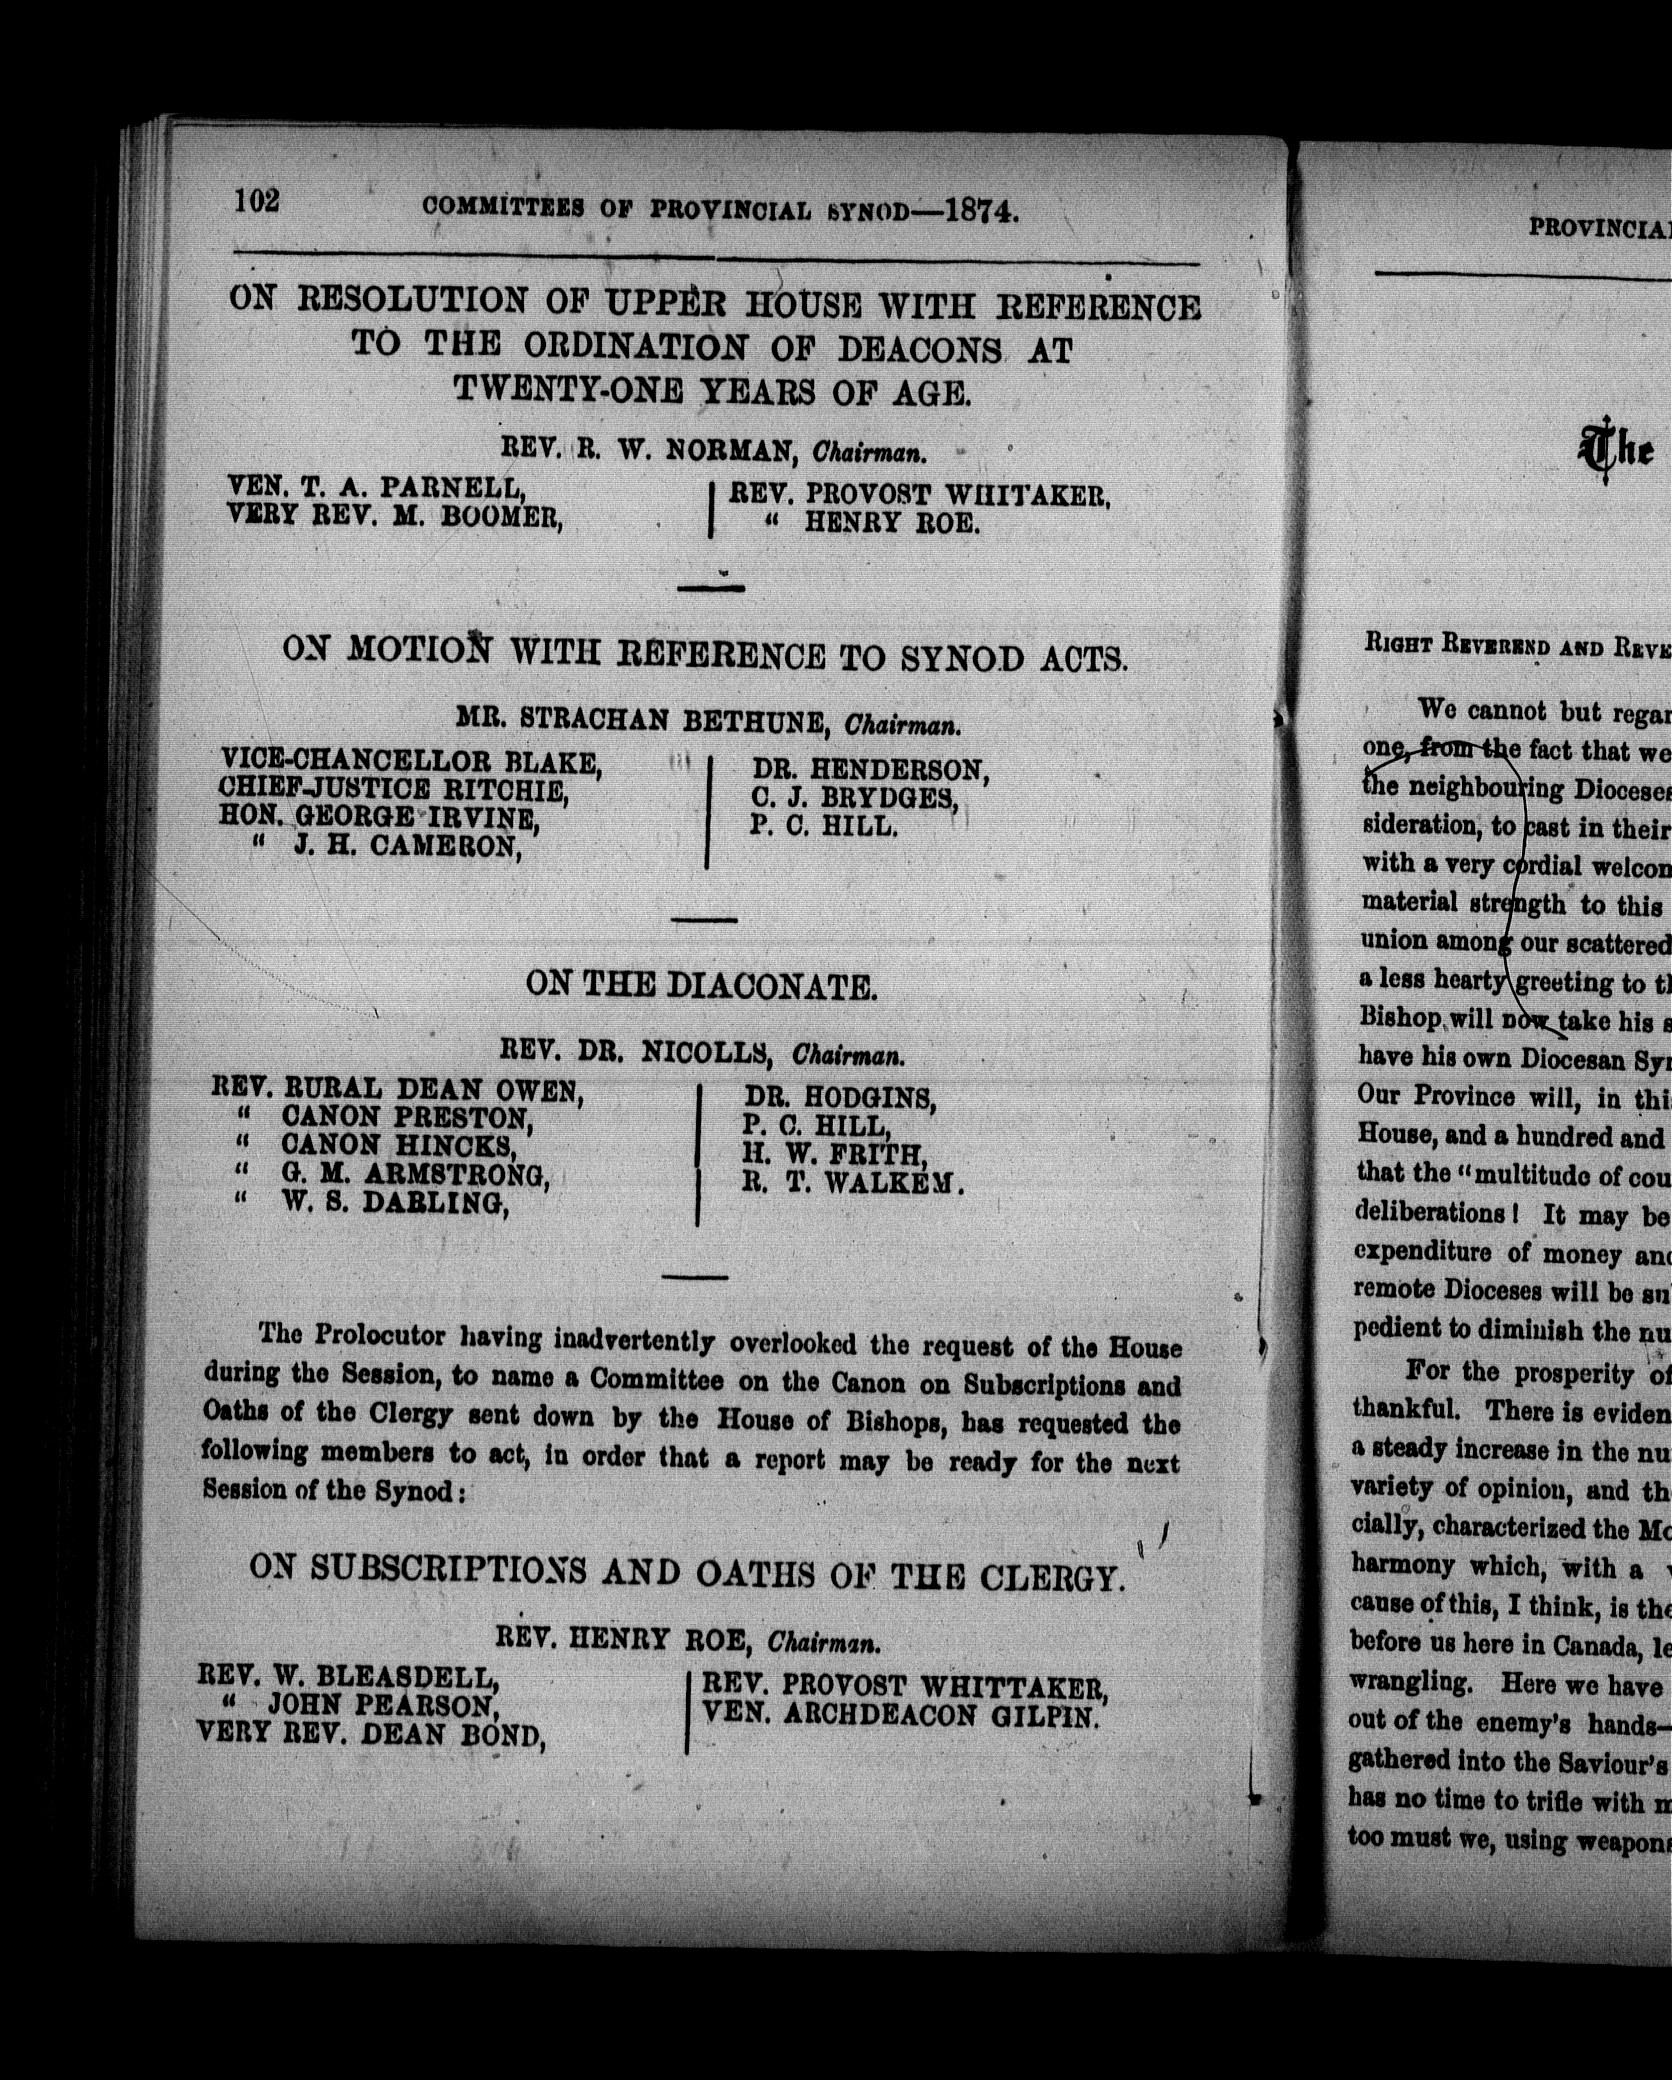 102 COMMITTEES OF PROVINCIAL SYNOD—1874.
ON RESOLUTION OF UPPER HOUSE WITH REFERENCE
TO THE ORDINATION OF DEACONS AT
TWENTY-ONE YEARS OF AGE.
REV. R. W. NORMAN, Chairman.
VEN. T. A. PARNELL,
VERY REV. M. BOOMER,
REV. PROVOST WHITAKER,
“ HENRY ROE.
ON MOTION WITH REFERENCE TO SYNOD ACTS.
MR. STRACHAN BETHUNE, Chairman.
VICE-CHANCELLOR BLAKE,
CHIEF-JUSTICE RITCHIE,
HON. GEORGE IRVINE,
“ J. H. CAMERON,
DR. HENDERSON,
C. J. BRYDGES,
P. C. HILL.
ON THE DIACONATE.
REV. DR. NICOLLS, Chairman.
REV. RURAL DEAN OWEN,
“ CANON PRESTON,
“ CANON HINCKS,
“ G. M. ARMSTRONG,
“ W. S. DARLING,
DR. HODGINS,
P. C. HILL,
H. W. FRITH,
R. T. WALKEM.
The Prolocutor having inadvertently overlooked the request of the House
during the Session, to name a Committee on the Canon on Subscriptions and
Oaths of the Clergy sent down by the House of Bishops, has requested the
following members to act, in order that a report may be ready for the next
Session of the Synod:
ON SUBSCRIPTIONS AND OATHS OF THE CLERGY.
REV. HENRY ROE, Chairman.
REV. W. BLEASDELL,
“ JOHN PEARSON,
VERY REV. DEAN BOND,
REV. PROVOST WHITTAKER,
VEN. ARCHDEACON GILPIN.
PROVINCIA
The
RIGHT REVEREND AND REVE
We cannot but regar
one, from the fact that we
the neighbouring Dioceses
sideration, to cast in their
with a very cordial welcom
material strength to this
union among our scattered
a less hearty greeting to th
Bishop will now take his s
have his own Diocesan Syn
Our Province will, in this
House, and a hundred and
that the “multitude of cou
deliberations! It may be
expenditure of money and
remote Dioceses will be su
pedient to diminish the nu
For the prosperity of
thankful. There is eviden
a steady increase in the nu
variety of opinion, and th
cially, characterized the Mo
harmony which, with a
cause of this, I think, is the
before us here in Canada, le
wrangling. Here we have
out of the enemy's hands—
gathered into the Saviour's
has no time to trifle with m
too must we, using weapons